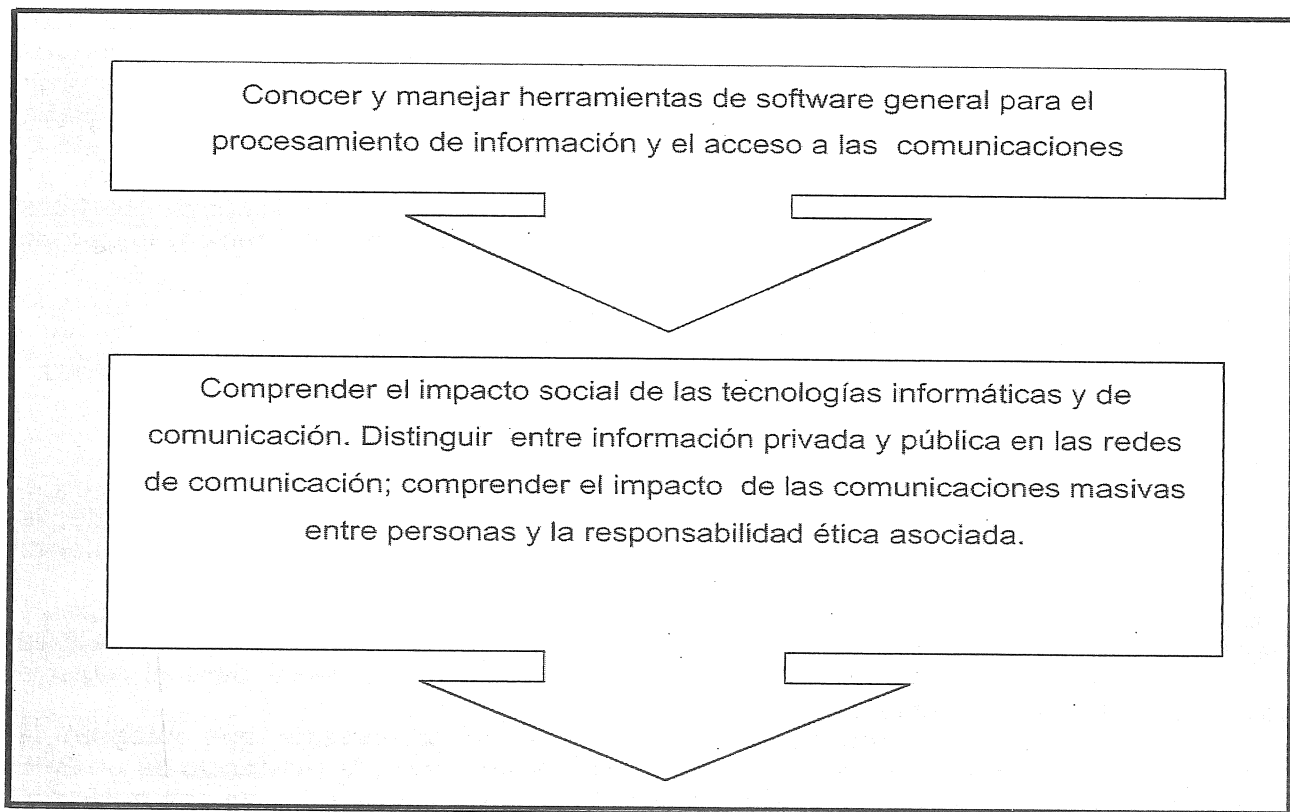 Conocer y manejar herramientas de software general para el
procesamiento de información y el acceso a las comunicaciones
Comprender el impacto social de las tecnologías informáticas y de
comunicación. Distinguir entre información privada y pública en las redes
de comunicación; comprender el impacto de las comunicaciones masivas
entre personas y la responsabilidad ética asociada.